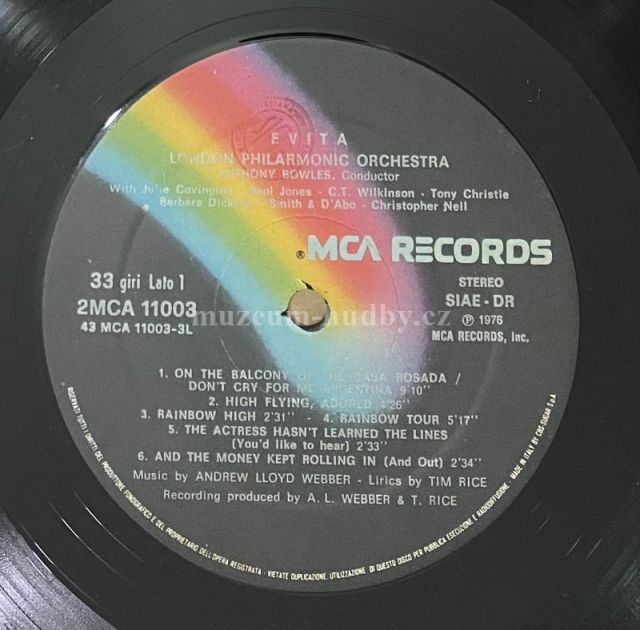 EVITA
LONDON PHILARMONIC ORCHESTRA
ANTHONY BOWLES, Conductor
With Julie Covington - Paul Jones - C.T. Wilkinson - Tony Christie
Barbara Dickson - Smith & D'Abo - Christopher Neil
® MCA RECORDS
33 giri Lato 1
2MCA 11003
43 MCA 11003-3L
STEREO
SIAE - DR
Ⓟ 1976
MCA RECORDS, Inc.
muzeum-hudby.cz
1. ON THE BALCONY OF THE CASA ROSADA /
DON'T CRY FOR ME ARGENTINA 9'10"
2. HIGH FLYING, ADORED 4'26"
3. RAINBOW HIGH 2'31" - 4. RAINBOW TOUR 5'17"
5. THE ACTRESS HASN'T LEARNED THE LINES
(You'd like to hear) 2'33"
6. AND THE MONEY KEPT ROLLING IN (And Out) 2'34"
Music by ANDREW LLOYD WEBBER - Lirics by TIM RICE
Recording produced by A. L. WEBBER & T. RICE
RISERVATI TUTTI I DIRITTI DEL PRODUTTORE FONOGRAFICO E DEL PROPRIETARIO DELL'OPERA REGISTRATA - VIETATE DUPLICAZIONE, UTILIZZAZIONE DI QUESTO DISCO PER PUBBLICA ESECUZIONE E RADIODIFFUSIONE. - MADE IN ITALY BY CBS-SUGAR S.p.A